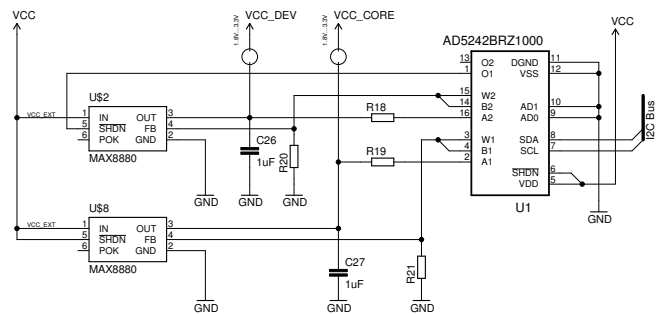 VCC
VCC_DEV
VCC_CORE
VCC
1.8V...3.3V
1.8V...3.3V
AD5242BRZ1000
13 O2 DGND 11
1 O1 VSS 12
15 W2
14 B2 AD1 10
16 A2 AD0 9
3 W1 SDA 8
4 B1 SCL 7
2 A1
SHDN 6
VDD 5
U1
I2C Bus
GND
U$2
VCC_EXT
1 IN OUT 3
5 SHDN FB 4
6 POK GND 2
MAX8880
R18
R19
C26
1uF
R20
GND
GND
GND
U$8
VCC_EXT
1 IN OUT 3
5 SHDN FB 4
6 POK GND 2
MAX8880
C27
1uF
R21
GND
GND
GND